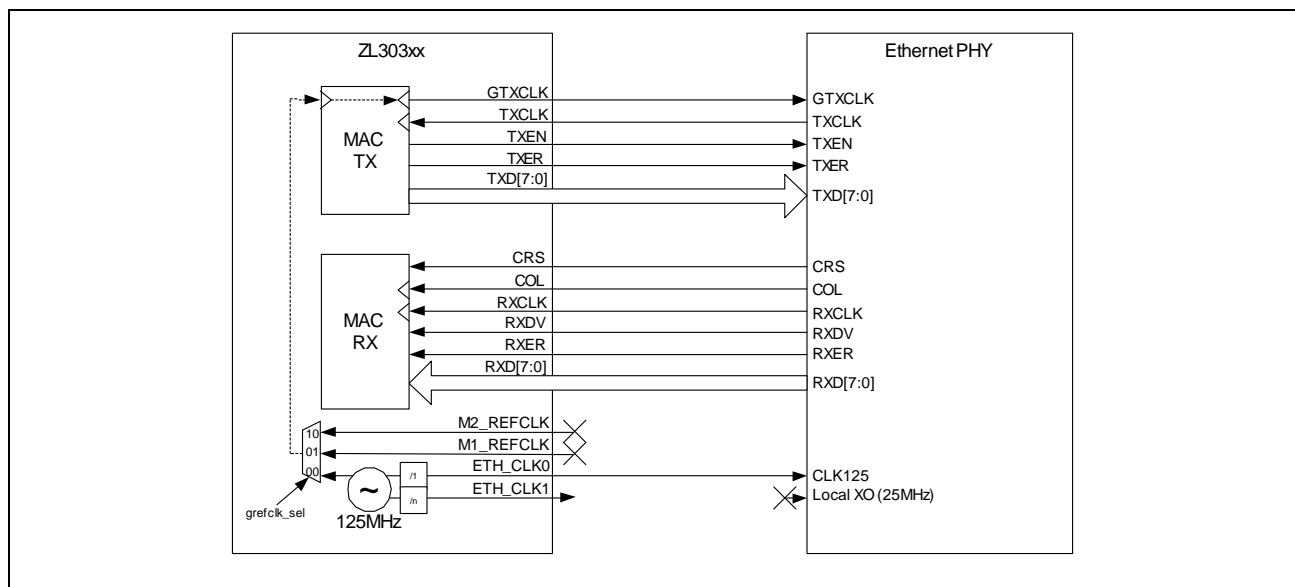 ZL303xx
Ethernet PHY
MAC
TX
GTXCLK
TXCLK
TXEN
TXER
TXD[7:0]
GTXCLK
TXCLK
TXEN
TXER
TXD[7:0]
MAC
RX
CRS
COL
RXCLK
RXDV
RXER
RXD[7:0]
CRS
COL
RXCLK
RXDV
RXER
RXD[7:0]
10
01
00
M2_REFCLK
M1_REFCLK
ETH_CLK0
ETH_CLK1
/1
/n
~
grefclk_sel
125MHz
CLK125
Local XO (25MHz)